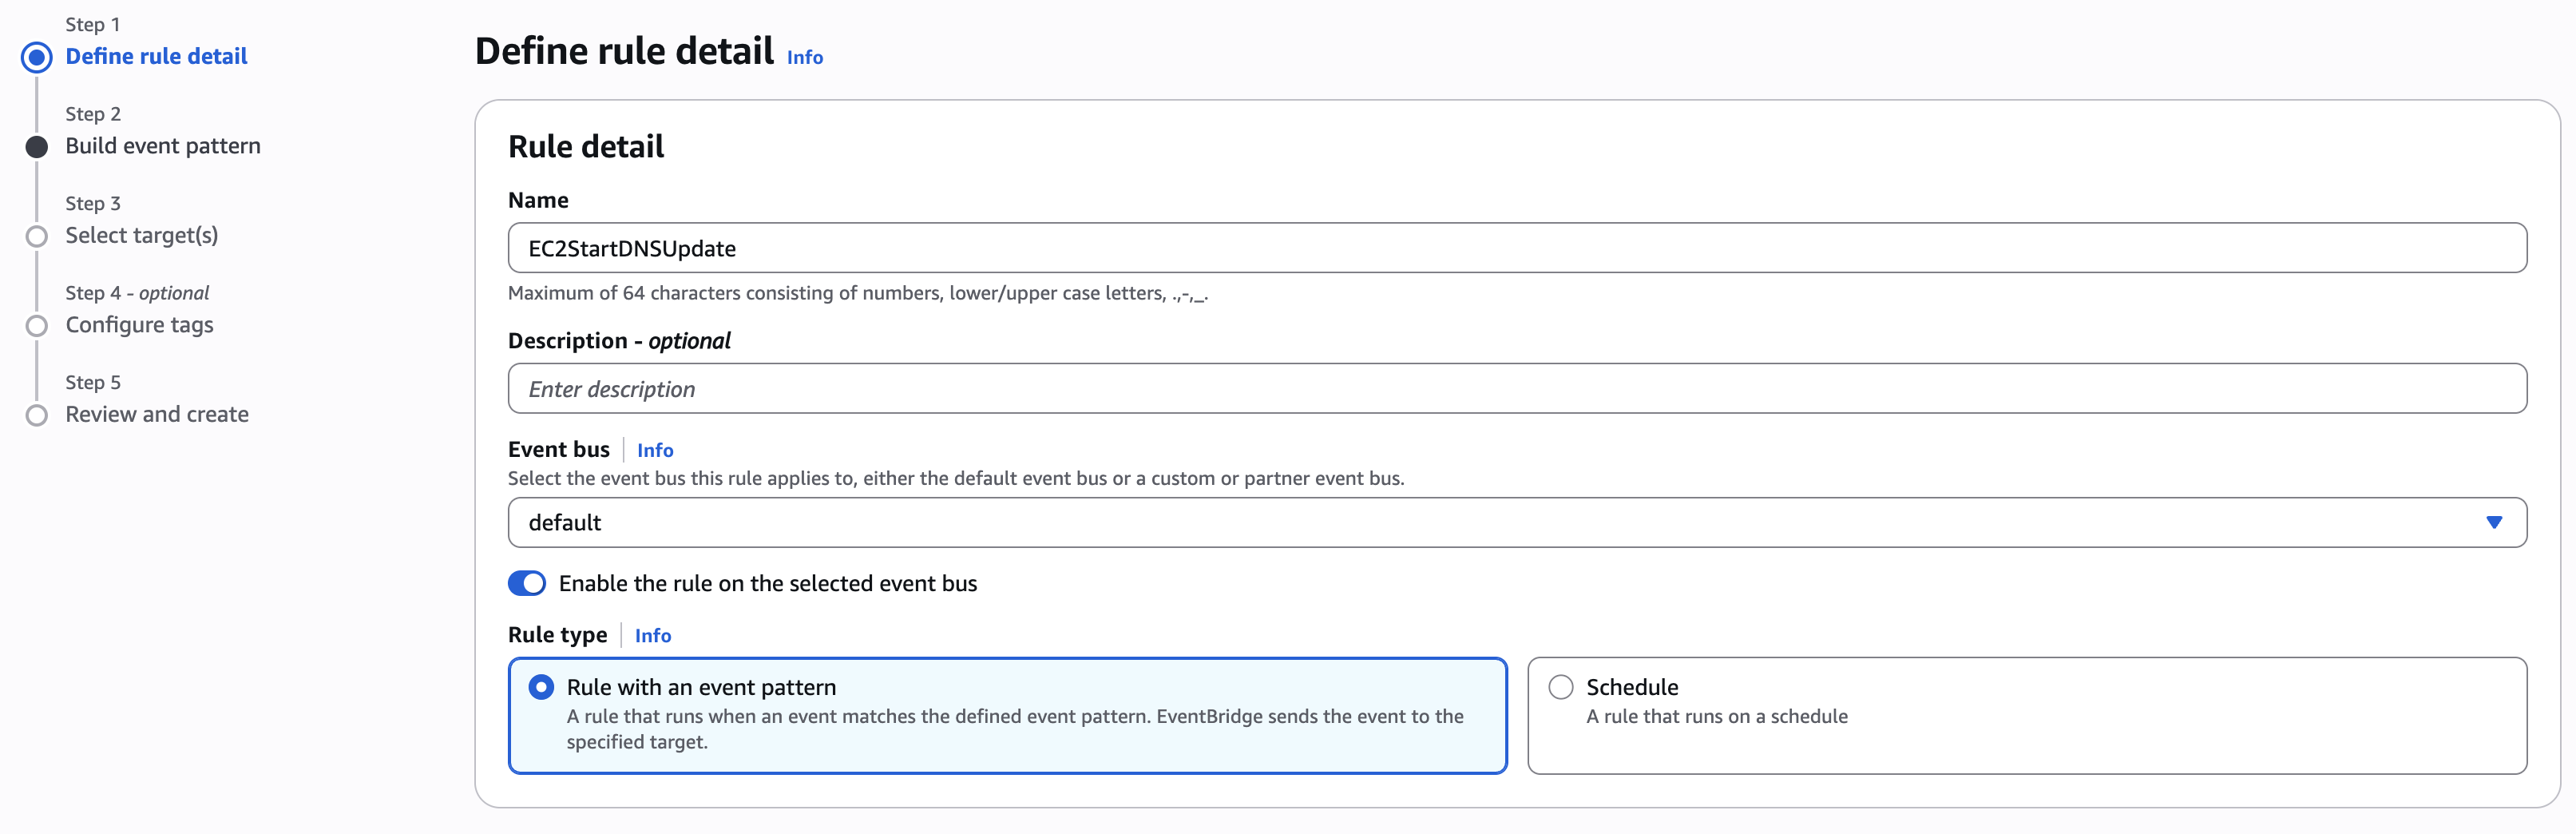 Step 1
Define rule detail
Step 2
Build event pattern
Step 3
Select target(s)
Step 4 - optional
Configure tags
Step 5
Review and create
Define rule detail Info
Rule detail
Name
EC2StartDNSUpdate
Maximum of 64 characters consisting of numbers, lower/upper case letters, .,-,_.
Description - optional
Enter description
Event bus Info
Select the event bus this rule applies to, either the default event bus or a custom or partner event bus.
default
Enable the rule on the selected event bus
Rule type Info
Rule with an event pattern
A rule that runs when an event matches the defined event pattern. EventBridge sends the event to the
specified target.
Schedule
A rule that runs on a schedule